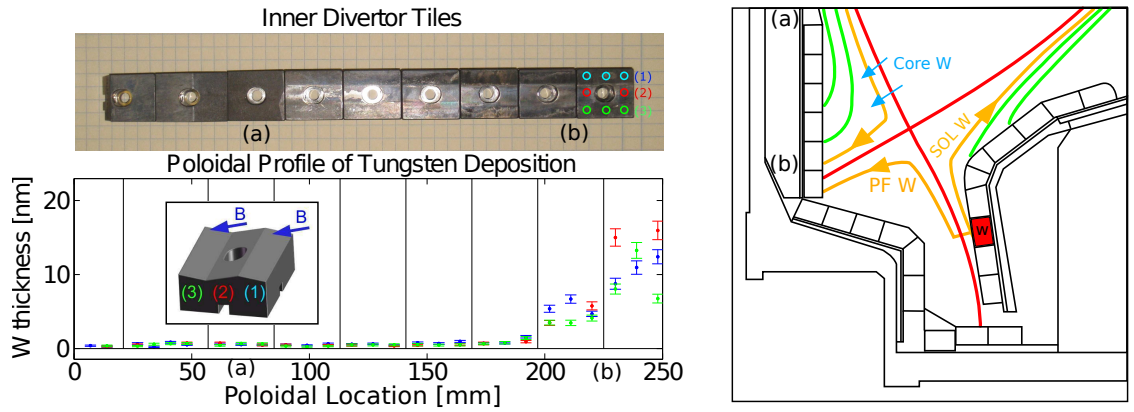 Inner Divertor Tiles
(1)
(2)
(3)
(a)
(b)
Poloidal Profile of Tungsten Deposition
W thickness [nm]
20
10
0
B
B
(3)
(2)
(1)
0
50
100
150
200
250
(a)
(b)
Poloidal Location [mm]
(a)
(b)
Core W
SOL W
PF W
W